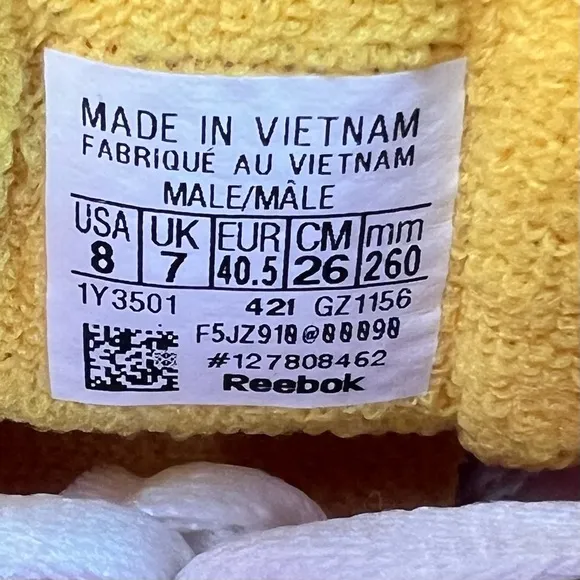 MADE IN VIETNAM
FABRIQUÉ AU VIETNAM
MALE/MÂLE
USA UK EUR CM mm
8 7 40.5 26 260
1Y3501 421 GZ1156
F5JZ910@00090
#127808462
Reebok